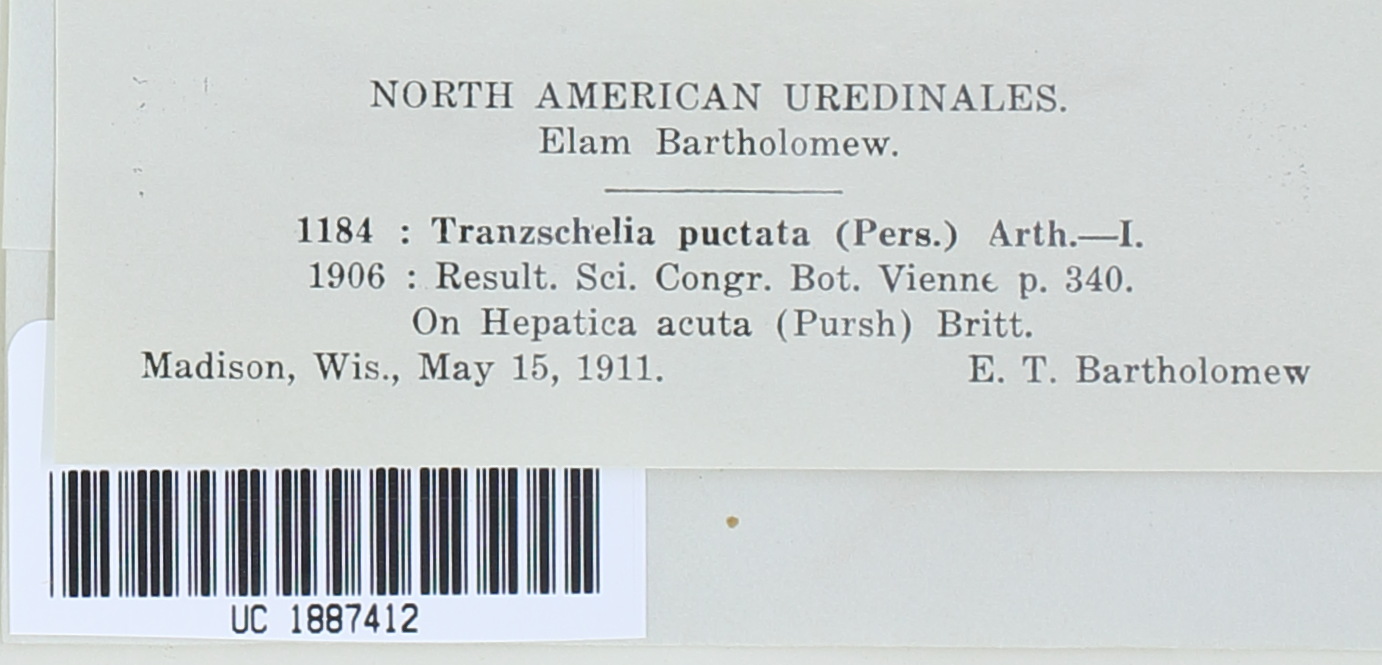 NORTH AMERICAN UREDINALES.
Elam Bartholomew.
1184 : Tranzschelia puctata (Pers.) Arth.—I.
1906 : Result. Sci. Congr. Bot. Vienne p. 340.
On Hepatica acuta (Pursh) Britt.
Madison, Wis., May 15, 1911. E. T. Bartholomew
UC 1887412